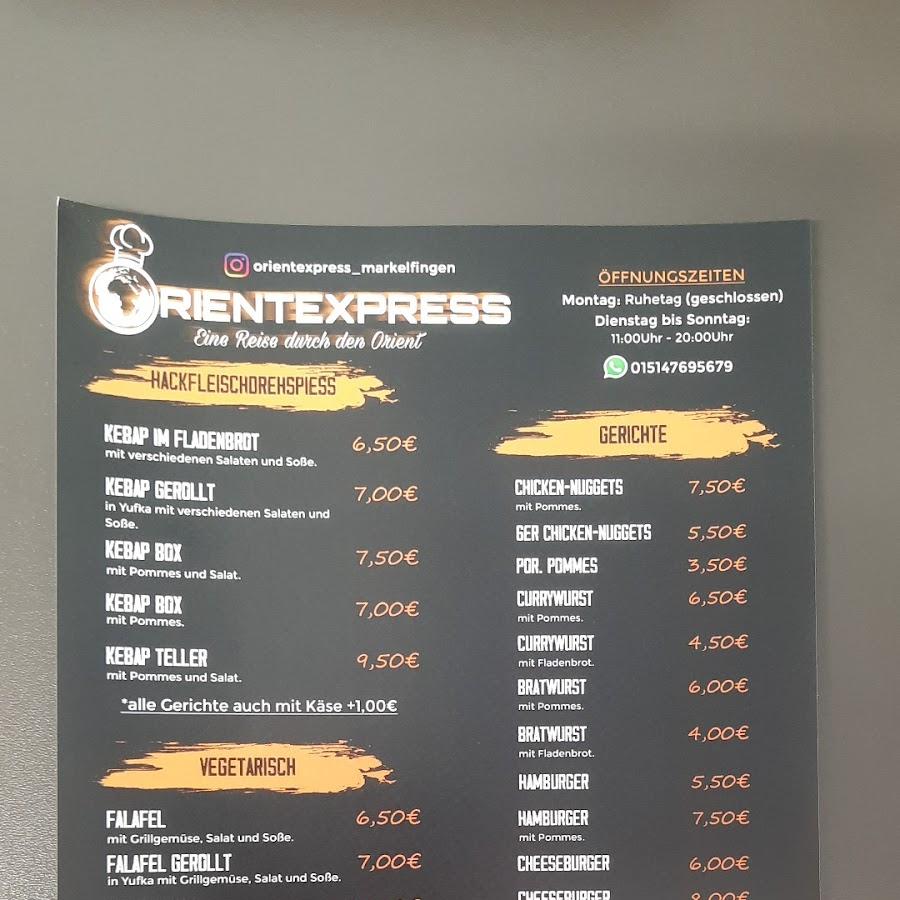 orientexpress_markelfingen
ORIENTEXPRESS
Eine Reise durch den Orient
HACKFLEISCHDREHSPIESS
KEBAP IM FLADENBROT 6,50€
mit verschiedenen Salaten und Soße.
KEBAP GEROLLT 7,00€
in Yufka mit verschiedenen Salaten und
Soße.
KEBAP BOX 7,50€
mit Pommes und Salat.
KEBAP BOX 7,00€
mit Pommes.
KEBAP TELLER 9,50€
mit Pommes und Salat.
*alle Gerichte auch mit Käse +1,00€
VEGETARISCH
FALAFEL 6,50€
mit Grillgemüse, Salat und Soße.
FALAFEL GEROLLT 7,00€
in Yufka mit Grillgemüse, Salat und Soße.
ÖFFNUNGSZEITEN
Montag: Ruhetag (geschlossen)
Dienstag bis Sonntag:
11:00Uhr - 20:00Uhr
015147695679
GERICHTE
CHICKEN-NUGGETS 7,50€
mit Pommes.
6ER CHICKEN-NUGGETS 5,50€
POR. POMMES 3,50€
CURRYWURST 6,50€
mit Pommes.
CURRYWURST 4,50€
mit Fladenbrot.
BRATWURST 6,00€
mit Pommes.
BRATWURST 4,00€
mit Fladenbrot.
HAMBURGER 5,50€
HAMBURGER 7,50€
mit Pommes.
CHEESEBURGER 6,00€
CHEESEBURGER 8,00€